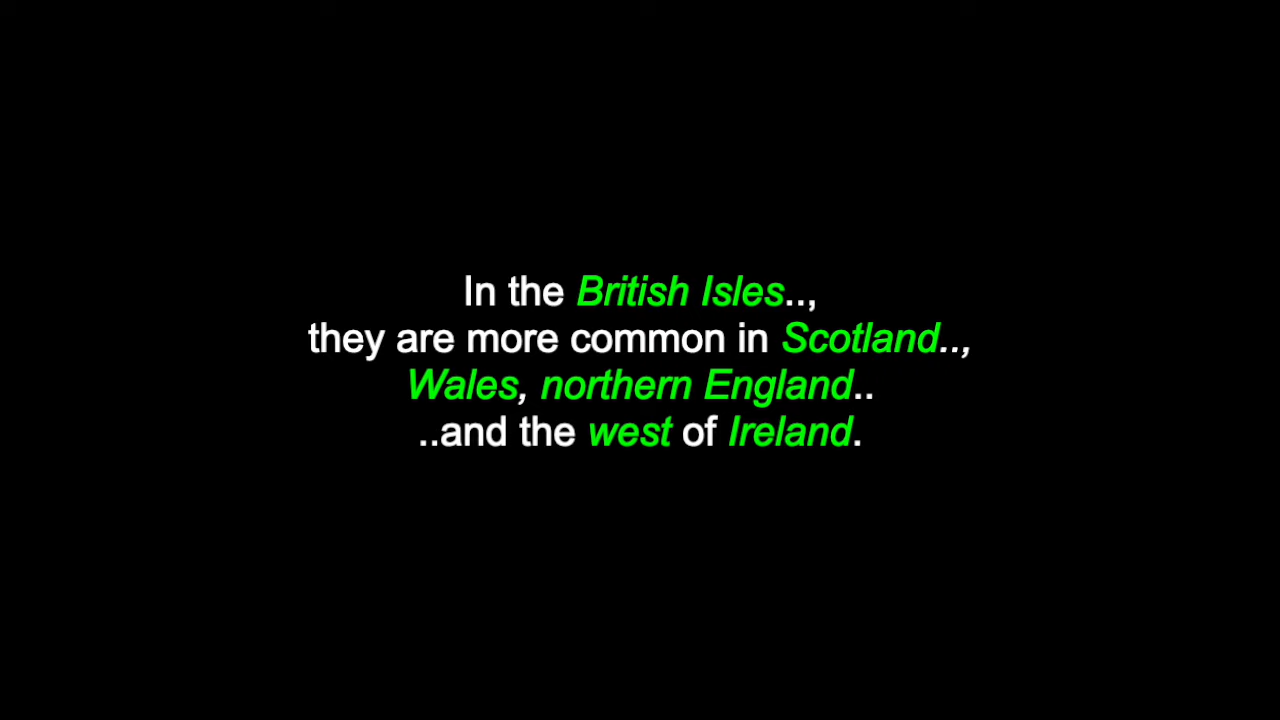 In the British Isles..,
they are more common in Scotland..,
Wales, northern England..
..and the west of Ireland.